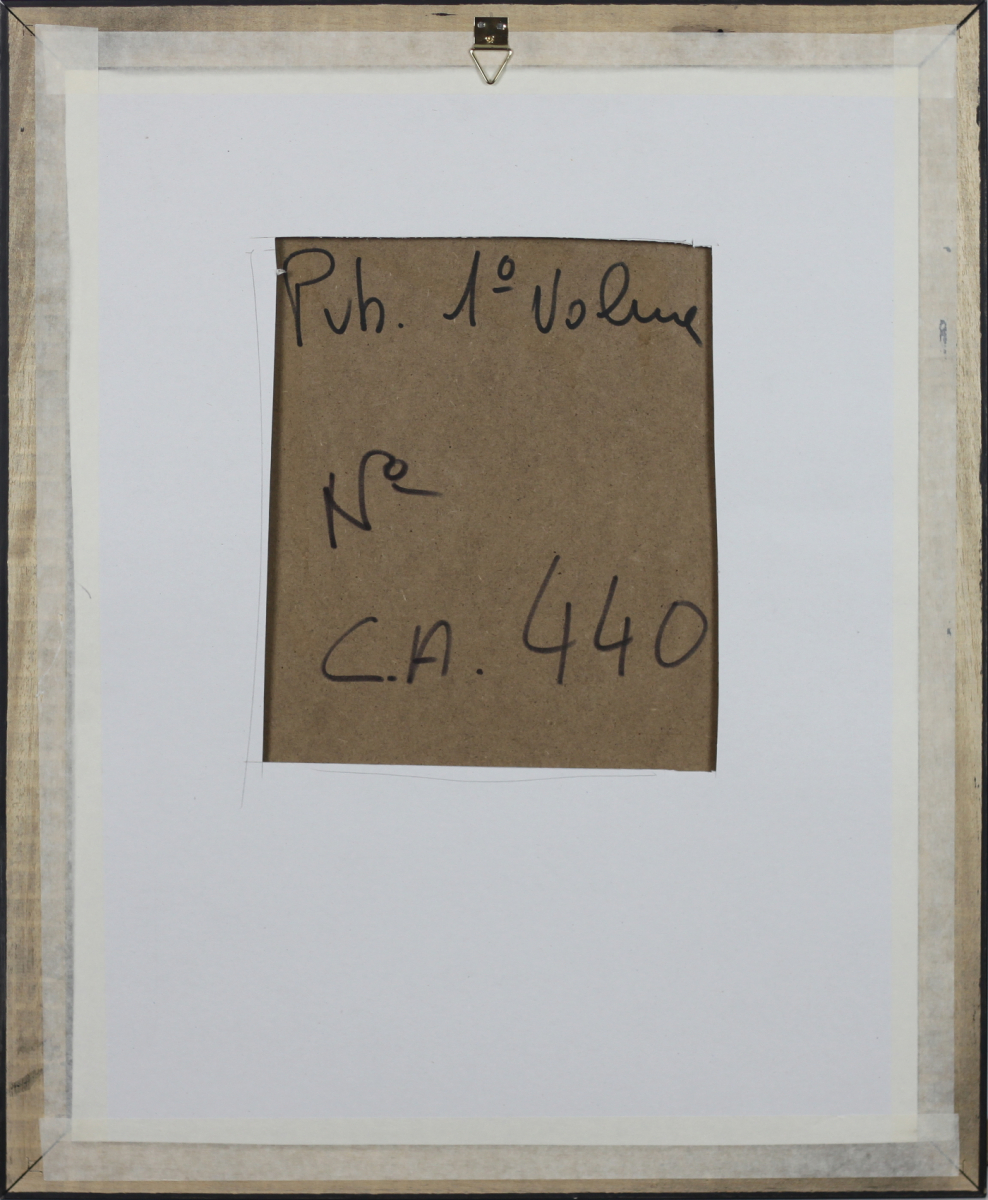 Pub. 1º Volume
Nº
C.A. 440